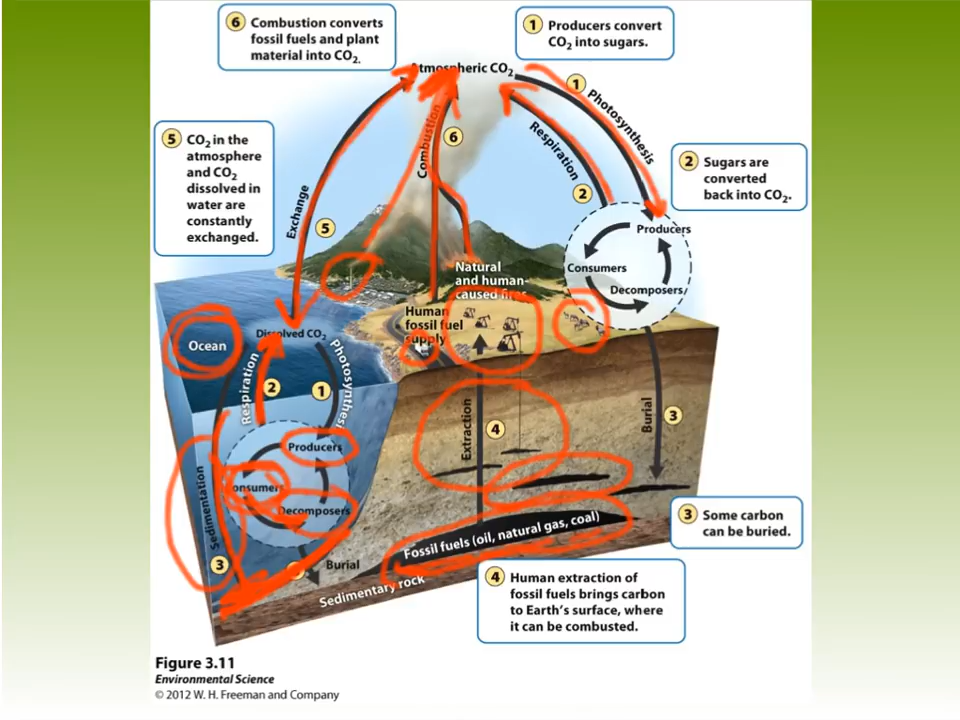 6 Combustion converts
fossil fuels and plant
material into CO₂.
1 Producers convert
CO₂ into sugars.
Atmospheric CO₂
1 Photosynthesis
Combustion
6
Respiration
2
5 CO₂ in the
atmosphere
and CO₂
dissolved in
water are
constantly
exchanged.
2 Sugars are
converted
back into CO₂.
Exchange
5
Producers
Consumers
Decomposers
Natural
and human-
caused fires
Human
fossil fuel
supply
Ocean
Dissolved CO₂
Respiration
2
1
Photosynthesis
Extraction
4
Burial
3
Producers
Consumers
Decomposers
Sedimentation
3
Burial
Fossil fuels (oil, natural gas, coal)
Sedimentary rock
3 Some carbon
can be buried.
4 Human extraction of
fossil fuels brings carbon
to Earth's surface, where
it can be combusted.
Figure 3.11
Environmental Science
© 2012 W. H. Freeman and Company